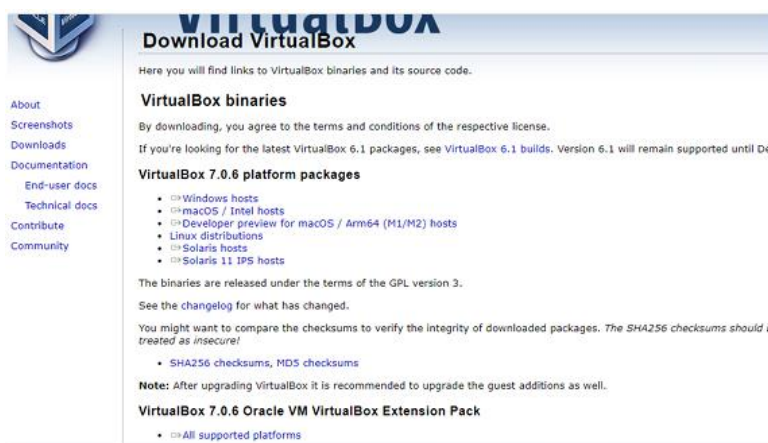 VirtualBox
Download VirtualBox
Here you will find links to VirtualBox binaries and its source code.
About
Screenshots
Downloads
Documentation
End-user docs
Technical docs
Contribute
Community
VirtualBox binaries
By downloading, you agree to the terms and conditions of the respective license.
If you're looking for the latest VirtualBox 6.1 packages, see VirtualBox 6.1 builds. Version 6.1 will remain supported until De
VirtualBox 7.0.6 platform packages
Windows hosts
macOS / Intel hosts
Developer preview for macOS / Arm64 (M1/M2) hosts
Linux distributions
Solaris hosts
Solaris 11 IPS hosts
The binaries are released under the terms of the GPL version 3.
See the changelog for what has changed.
You might want to compare the checksums to verify the integrity of downloaded packages. The SHA256 checksums should
treated as insecure!
SHA256 checksums, MD5 checksums
Note: After upgrading VirtualBox it is recommended to upgrade the guest additions as well.
VirtualBox 7.0.6 Oracle VM VirtualBox Extension Pack
All supported platforms